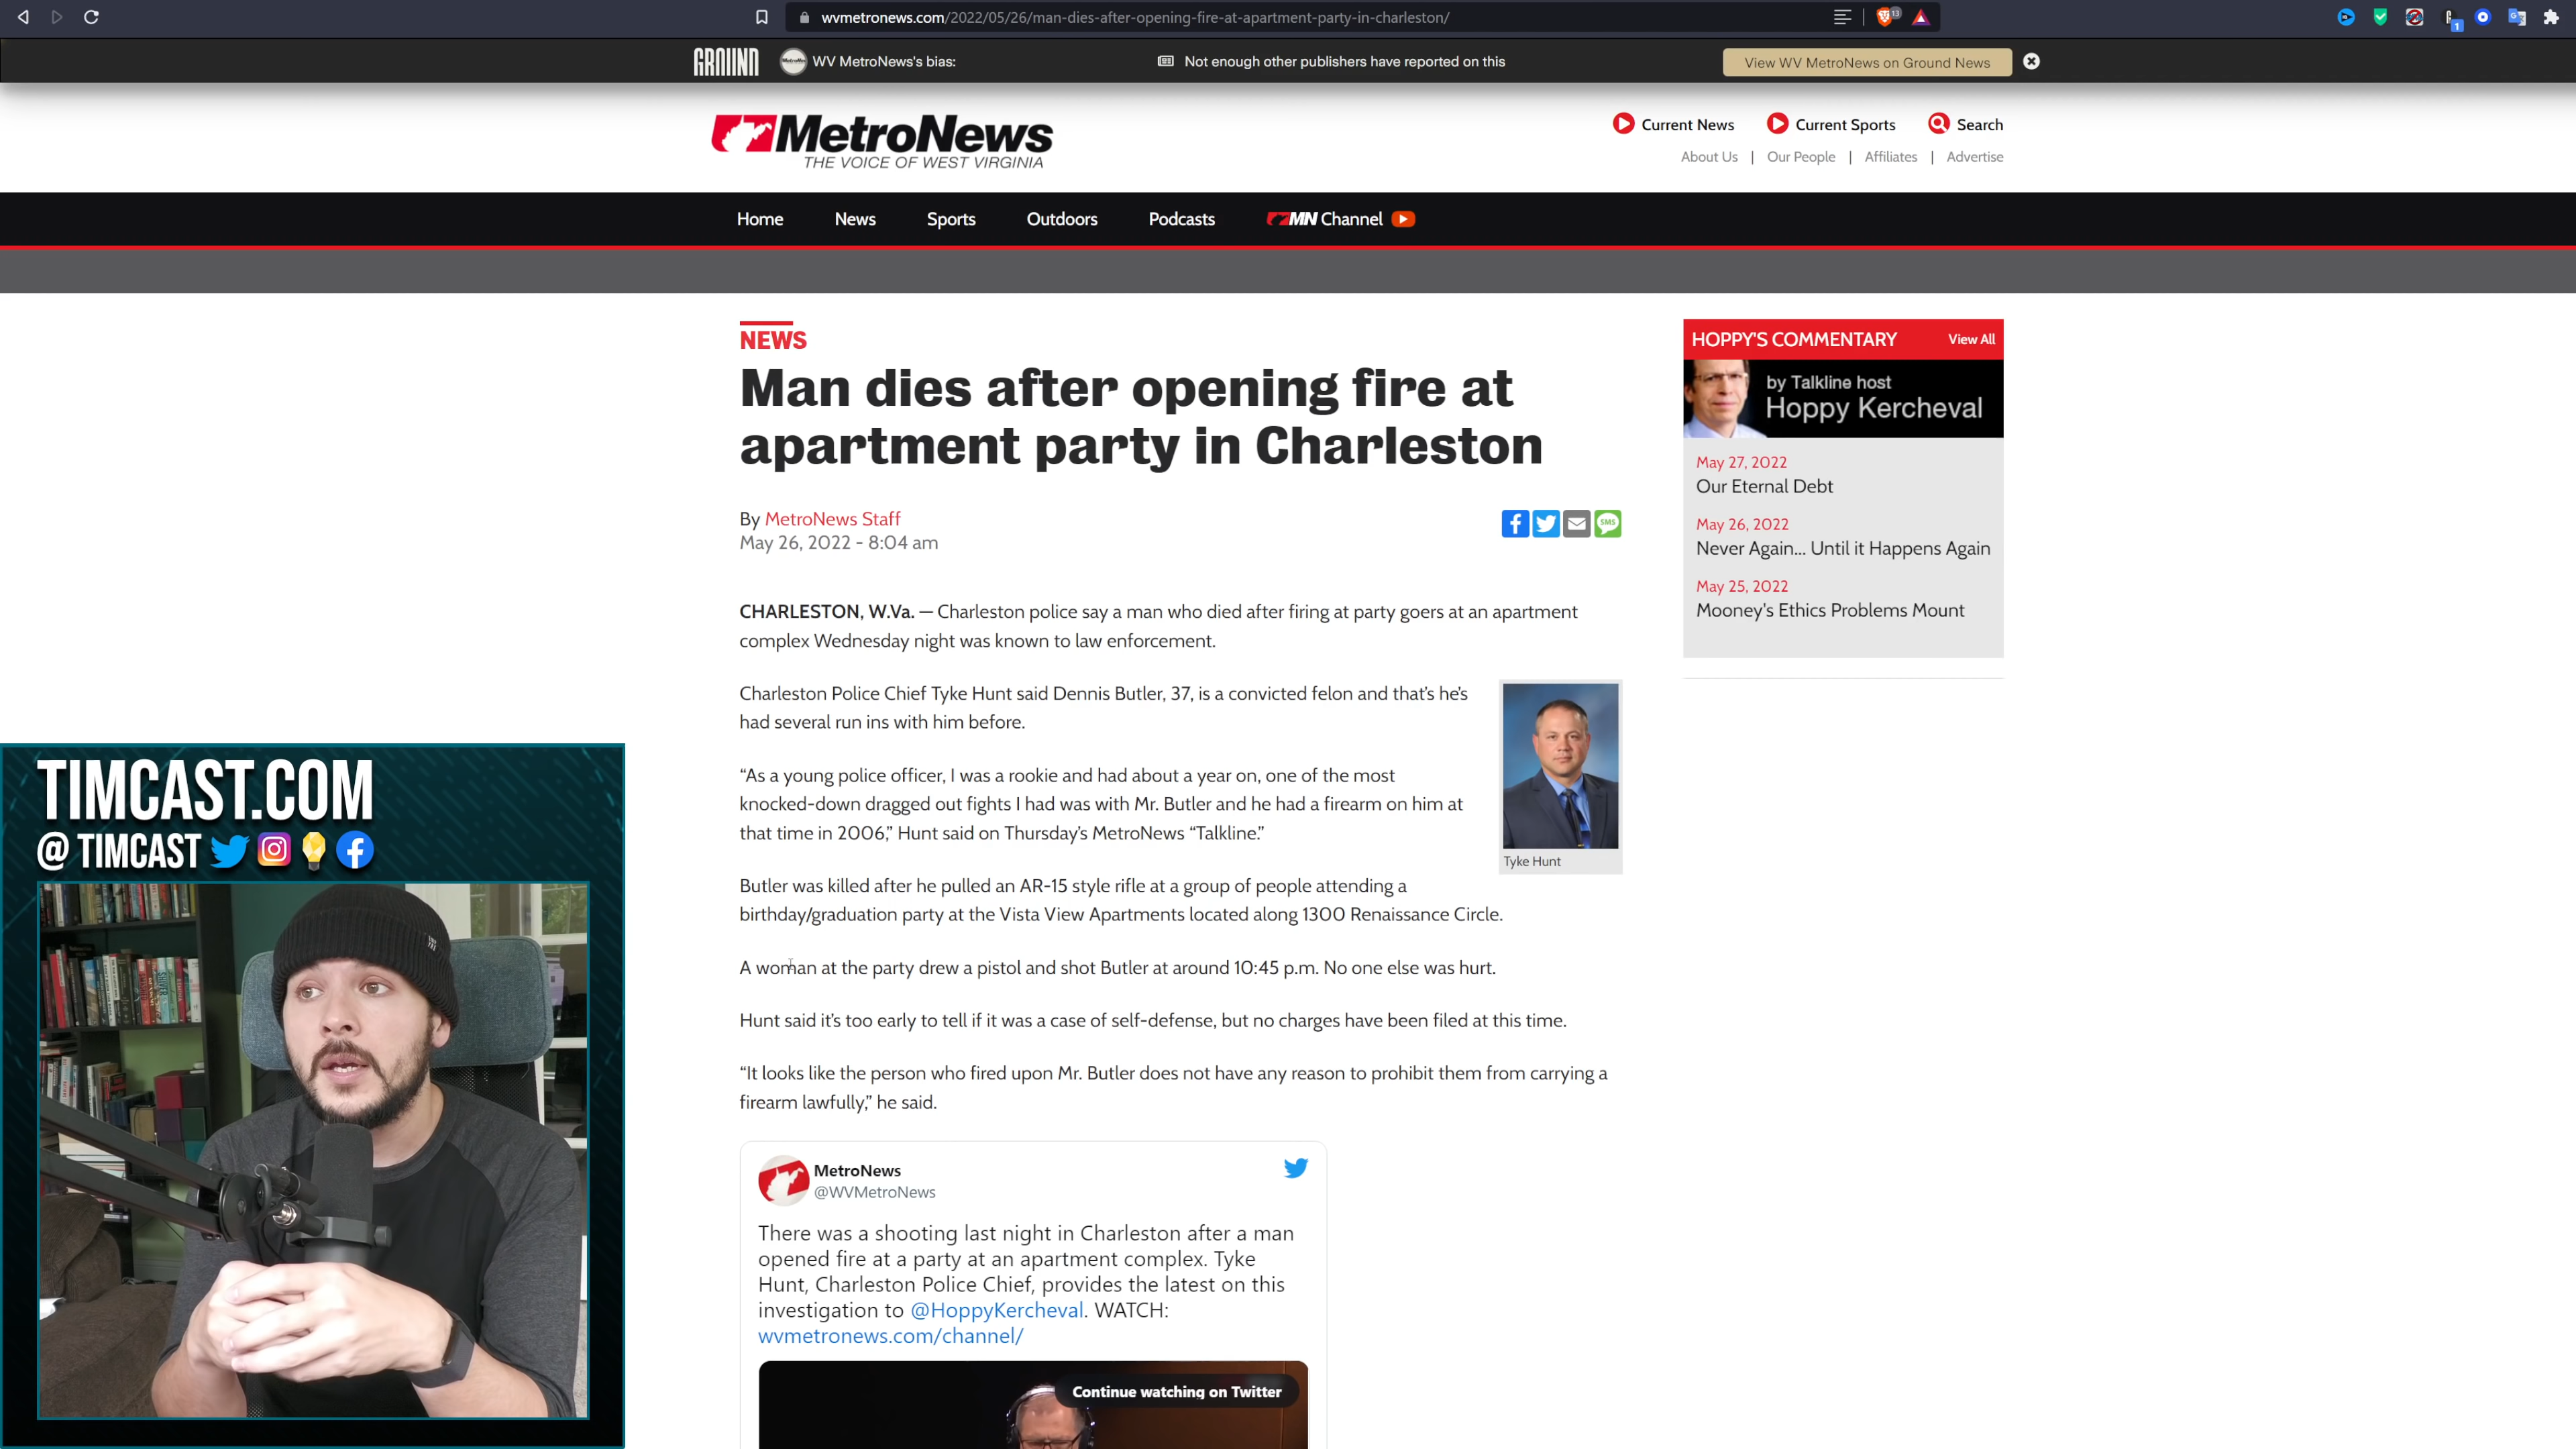 wvmetronews.com/2022/05/26/man-dies-after-opening-fire-at-apartment-party-in-charleston/
13
1
GROUND
WV MetroNews's bias:
Not enough other publishers have reported on this
View WV MetroNews on Ground News
MetroNews
THE VOICE OF WEST VIRGINIA
Current News
Current Sports
Search
About Us | Our People | Affiliates | Advertise
Home
News
Sports
Outdoors
Podcasts
MN Channel
NEWS
Man dies after opening fire at
apartment party in Charleston
By MetroNews Staff
May 26, 2022 - 8:04 am
SMS
CHARLESTON, W.Va. — Charleston police say a man who died after firing at party goers at an apartment
complex Wednesday night was known to law enforcement.
Charleston Police Chief Tyke Hunt said Dennis Butler, 37, is a convicted felon and that's he's
had several run ins with him before.
“As a young police officer, I was a rookie and had about a year on, one of the most
knocked-down dragged out fights I had was with Mr. Butler and he had a firearm on him at
that time in 2006,” Hunt said on Thursday's MetroNews “Talkline.”
Tyke Hunt
Butler was killed after he pulled an AR-15 style rifle at a group of people attending a
birthday/graduation party at the Vista View Apartments located along 1300 Renaissance Circle.
A woman at the party drew a pistol and shot Butler at around 10:45 p.m. No one else was hurt.
Hunt said it's too early to tell if it was a case of self-defense, but no charges have been filed at this time.
“It looks like the person who fired upon Mr. Butler does not have any reason to prohibit them from carrying a
firearm lawfully,” he said.
MetroNews
@WVMetroNews
There was a shooting last night in Charleston after a man
opened fire at a party at an apartment complex. Tyke
Hunt, Charleston Police Chief, provides the latest on this
investigation to @HoppyKercheval. WATCH:
wvmetronews.com/channel/
Continue watching on Twitter
HOPPY'S COMMENTARY
View All
by Talkline host
Hoppy Kercheval
May 27, 2022
Our Eternal Debt
May 26, 2022
Never Again... Until it Happens Again
May 25, 2022
Mooney's Ethics Problems Mount
TIMCAST.COM
@ TIMCAST